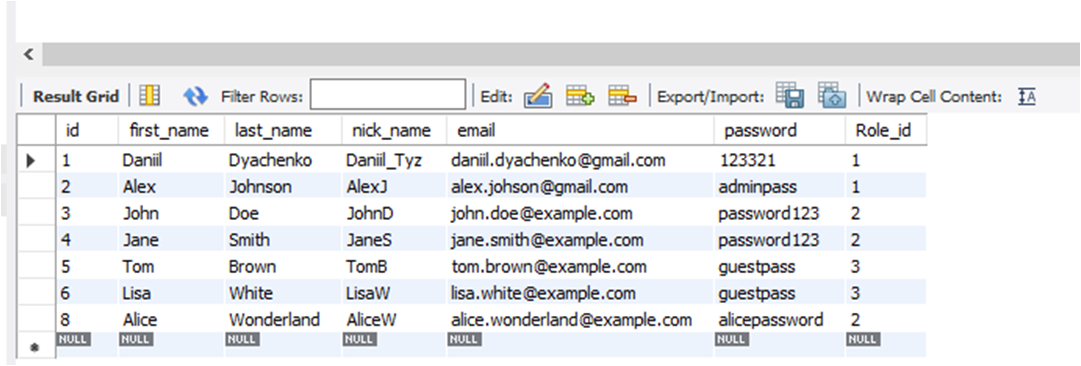 Result Grid Filter Rows: Edit: Export/Import: Wrap Cell Content:
id first_name last_name nick_name email password Role_id
1 Daniil Dyachenko Daniil_Tyz daniil.dyachenko@gmail.com 123321 1
2 Alex Johnson AlexJ alex.johson@gmail.com adminpass 1
3 John Doe JohnD john.doe@example.com password123 2
4 Jane Smith JaneS jane.smith@example.com password123 2
5 Tom Brown TomB tom.brown@example.com guestpass 3
6 Lisa White LisaW lisa.white@example.com guestpass 3
8 Alice Wonderland AliceW alice.wonderland@example.com alicepassword 2
NULL NULL NULL NULL NULL NULL NULL